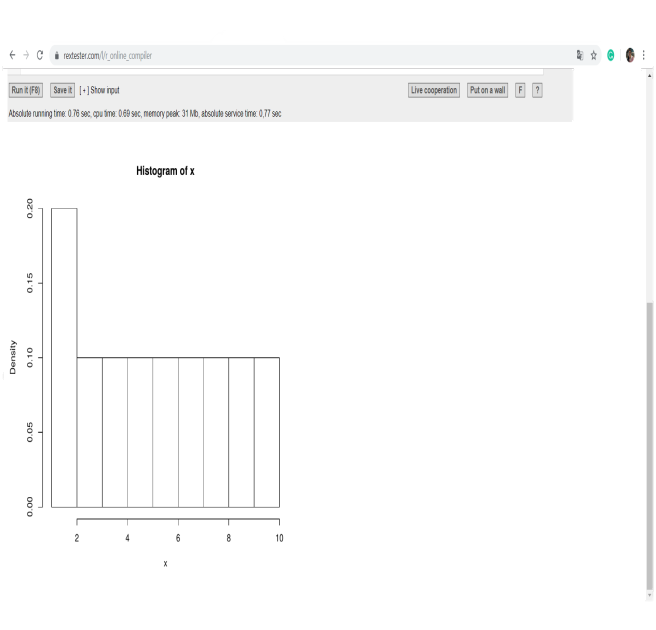 rextester.com/l/r_online_compiler
Run it (F8) Save it [ + ] Show input Live cooperation Put on a wall F ?
Absolute running time: 0.76 sec, cpu time: 0.69 sec, memory peak: 31 Mb, absolute service time: 0,77 sec
Histogram of x
Density
0.20
0.15
0.10
0.05
0.00
2 4 6 8 10
x